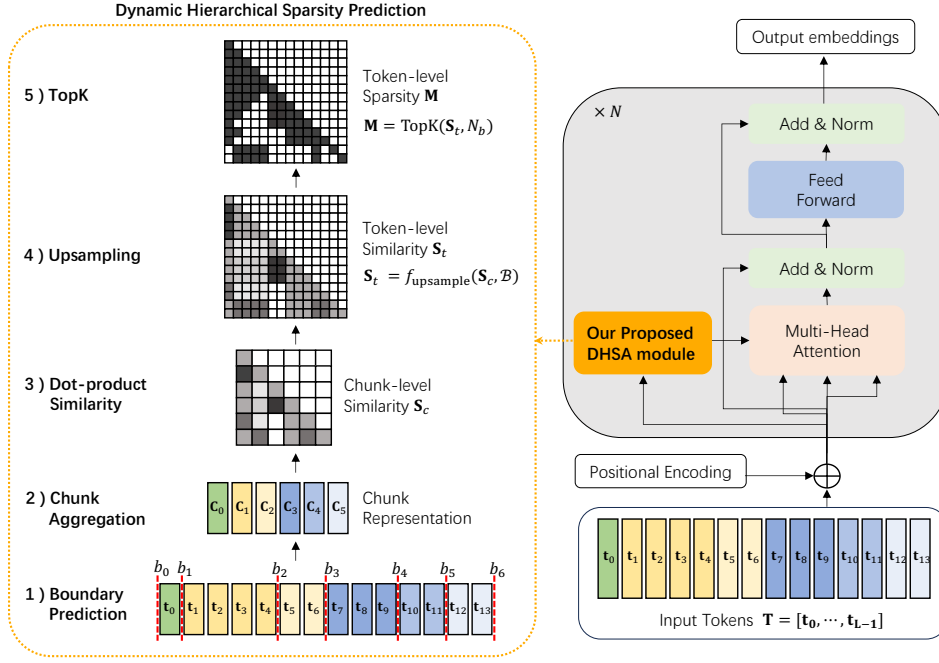 Dynamic Hierarchical Sparsity Prediction
5 ) TopK
Token-level
Sparsity M
M = TopK(S_t, N_b)
4 ) Upsampling
Token-level
Similarity S_t
S_t = f_upsample(S_c, ℬ)
3 ) Dot-product
Similarity
Chunk-level
Similarity S_c
2 ) Chunk
Aggregation
C_0 C_1 C_2 C_3 C_4 C_5
Chunk
Representation
b_0 b_1 b_2 b_3 b_4 b_5 b_6
1 ) Boundary
Prediction
t_0 t_1 t_2 t_3 t_4 t_5 t_6 t_7 t_8 t_9 t_10 t_11 t_12 t_13
Output embeddings
× N
Add & Norm
Feed
Forward
Add & Norm
Our Proposed
DHSA module
Multi-Head
Attention
Positional Encoding
t_0 t_1 t_2 t_3 t_4 t_5 t_6 t_7 t_8 t_9 t_10 t_11 t_12 t_13
Input Tokens T = [t_0, ⋯, t_L−1]